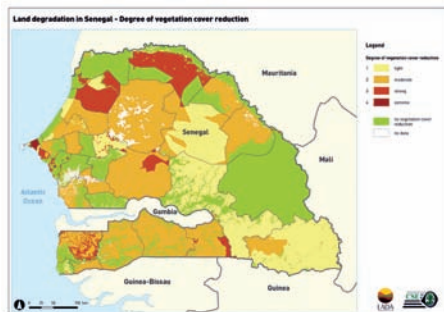 Land degradation in Senegal - Degree of vegetation cover reduction
Mauritania
Senegal
Mali
Atlantic
Ocean
Gambia
Guinea-Bissau
Guinea
Legend
Degree of vegetation cover reduction
1 light
2 moderate
3 strong
4 extreme
no vegetation cover
reduction
No Data
LADA